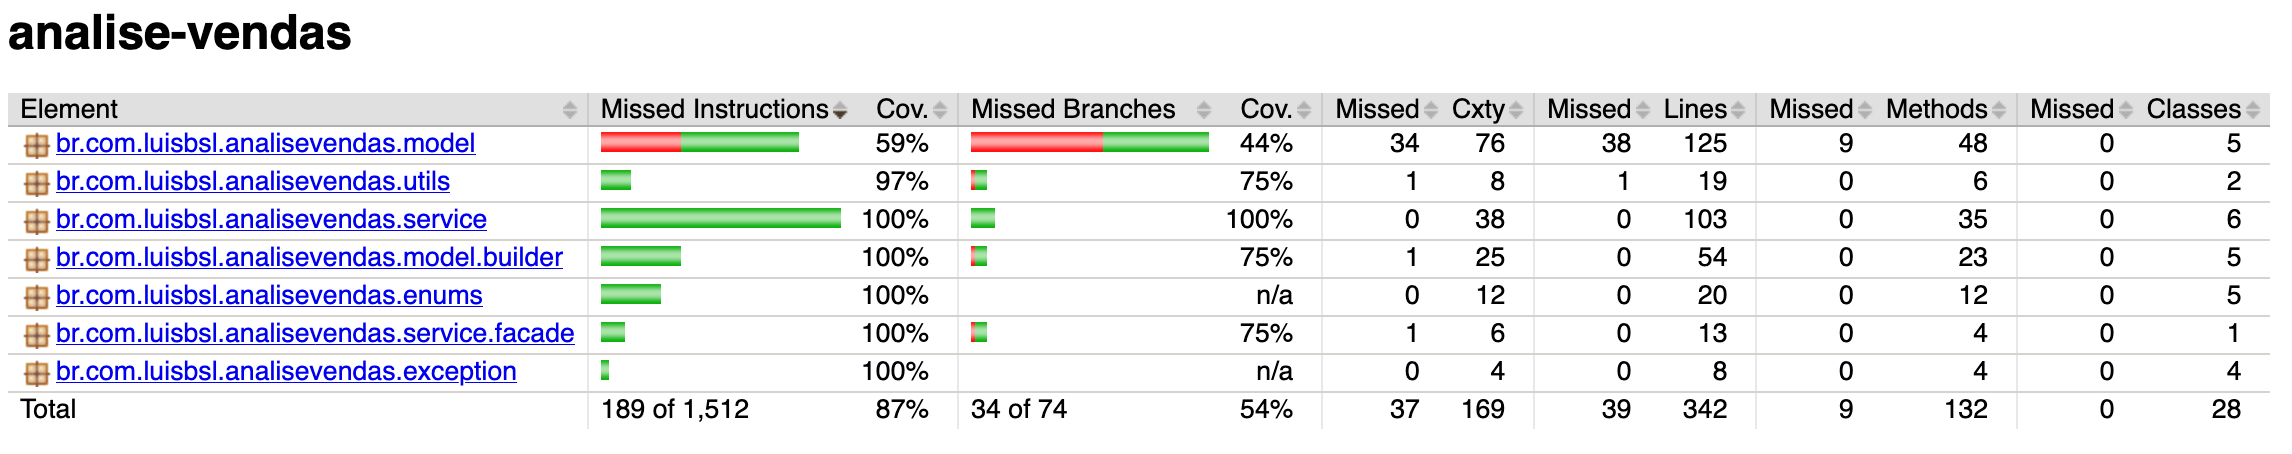 analise-vendas
Element Missed Instructions Cov. Missed Branches Cov. Missed Cxty Missed Lines Missed Methods Missed Classes
br.com.luisbsl.analisevendas.model 59% 44% 34 76 38 125 9 48 0 5
br.com.luisbsl.analisevendas.utils 97% 75% 1 8 1 19 0 6 0 2
br.com.luisbsl.analisevendas.service 100% 100% 0 38 0 103 0 35 0 6
br.com.luisbsl.analisevendas.model.builder 100% 75% 1 25 0 54 0 23 0 5
br.com.luisbsl.analisevendas.enums 100% n/a 0 12 0 20 0 12 0 5
br.com.luisbsl.analisevendas.service.facade 100% 75% 1 6 0 13 0 4 0 1
br.com.luisbsl.analisevendas.exception 100% n/a 0 4 0 8 0 4 0 4
Total 189 of 1,512 87% 34 of 74 54% 37 169 39 342 9 132 0 28